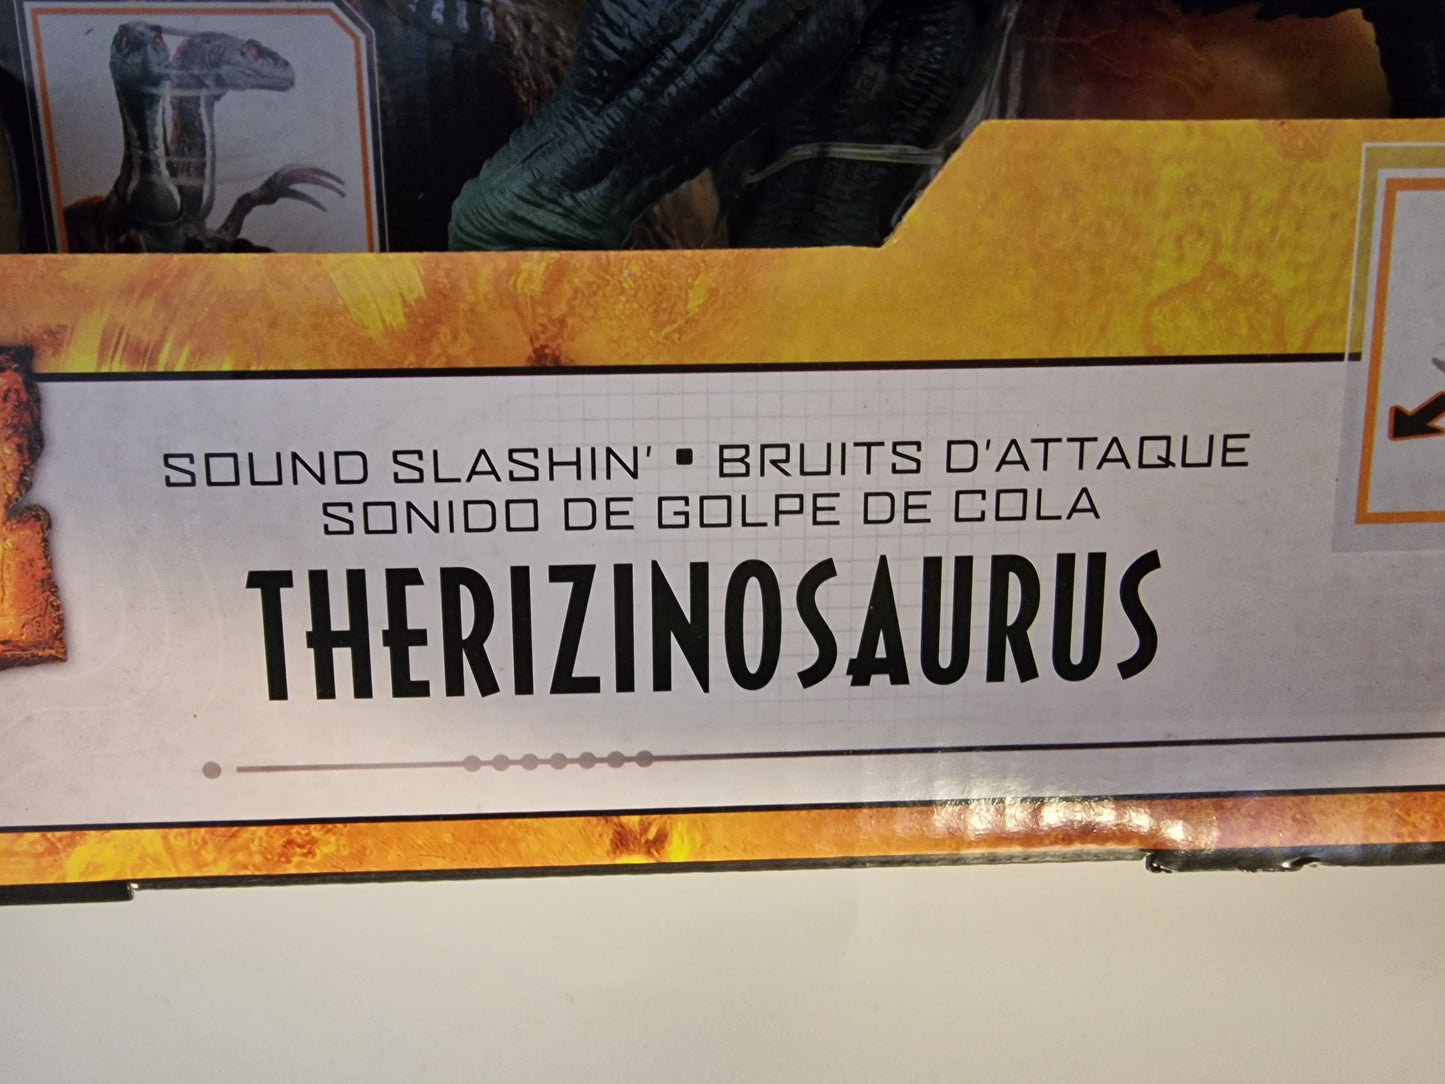 SOUND SLASHIN' ▪ BRUITS D'ATTAQUE
SONIDO DE GOLPE DE COLA
THERIZINOSAURUS